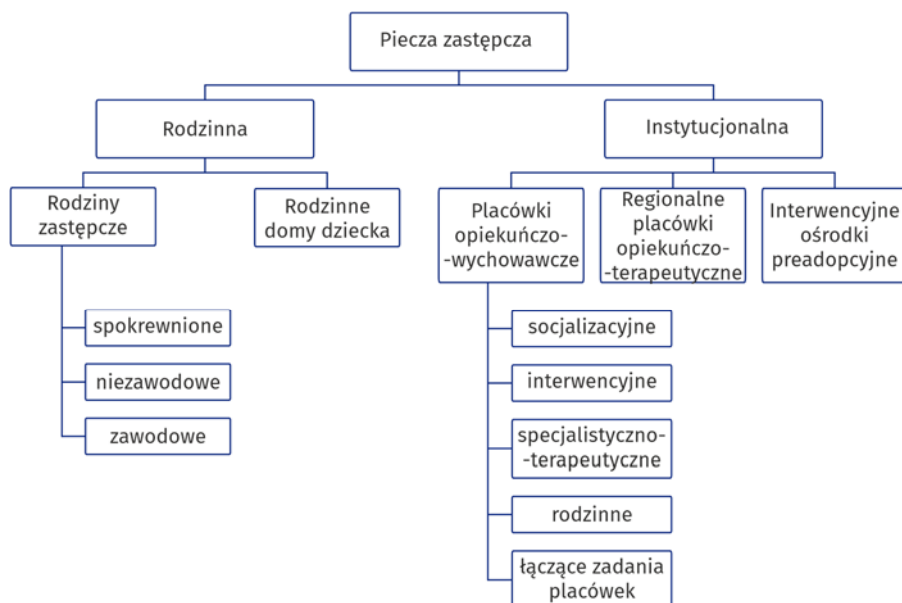 Piecza zastępcza
Rodzinna
Instytucjonalna
Rodziny
zastępcze
Rodzinne
domy dziecka
Placówki
opiekuńczo-
-wychowawcze
Regionalne
placówki
opiekuńczo-
-terapeutyczne
Interwencyjne
ośrodki
preadopcyjne
spokrewnione
niezawodowe
zawodowe
socjalizacyjne
interwencyjne
specjalistyczno-
-terapeutyczne
rodzinne
łączące zadania
placówek